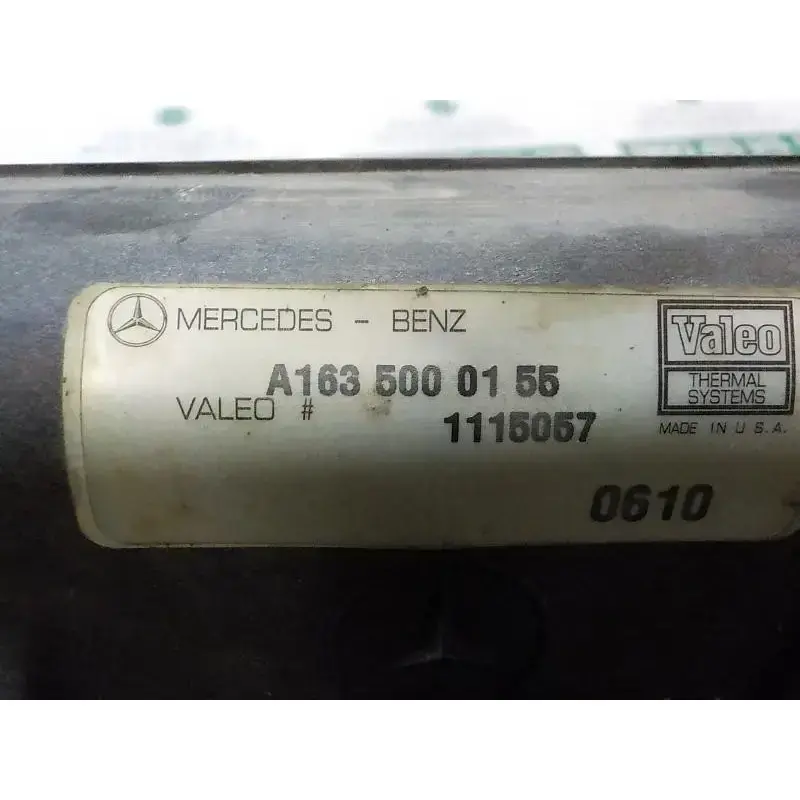 MERCEDES - BENZ
A163 500 01 55
VALEO # 1115057
0610
Valeo
THERMAL
SYSTEMS
MADE IN U S.A.